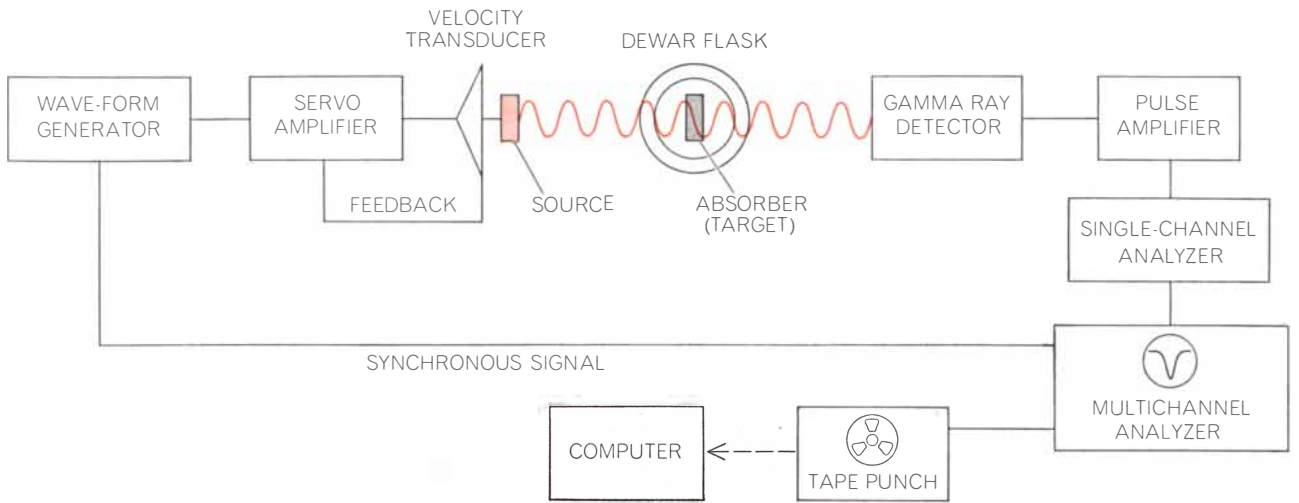 VELOCITY
TRANSDUCER
DEWAR FLASK
WAVE-FORM
GENERATOR
SERVO
AMPLIFIER
GAMMA RAY
DETECTOR
PULSE
AMPLIFIER
FEEDBACK
SOURCE
ABSORBER
(TARGET)
SINGLE-CHANNEL
ANALYZER
SYNCHRONOUS SIGNAL
MULTICHANNEL
ANALYZER
COMPUTER
TAPE PUNCH